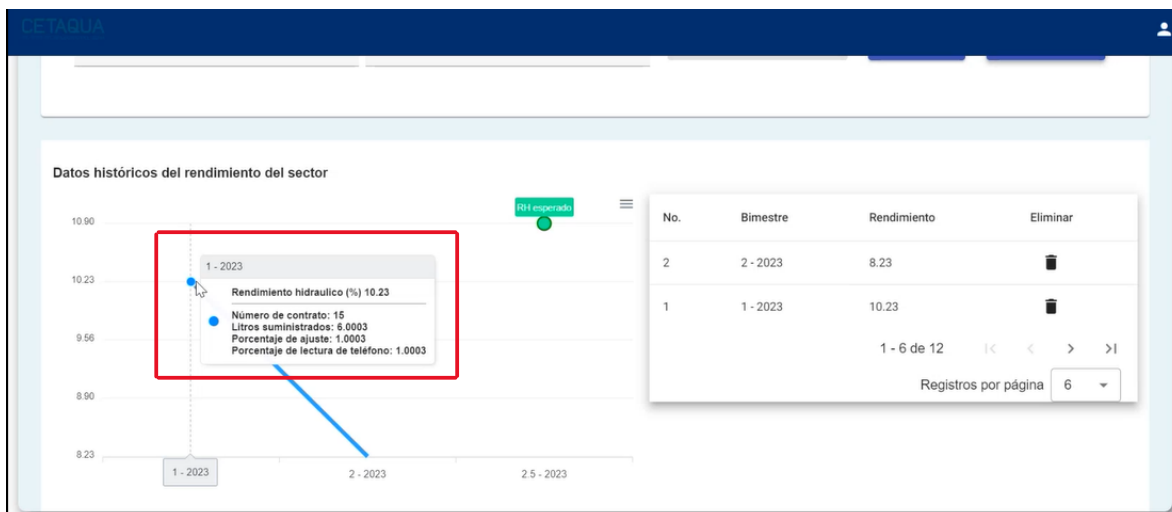 CETAQUA
Datos históricos del rendimiento del sector
RH esperado
10.90
10.23
9.56
8.90
8.23
1 - 2023
Rendimiento hidraulico (%) 10.23
Número de contrato: 15
Litros suministrados: 6.0003
Porcentaje de ajuste: 1.0003
Porcentaje de lectura de teléfono: 1.0003
1 - 2023
2 - 2023
2.5 - 2023
No. Bimestre Rendimiento Eliminar
2 2 - 2023 8.23
1 1 - 2023 10.23
1 - 6 de 12
Registros por página 6